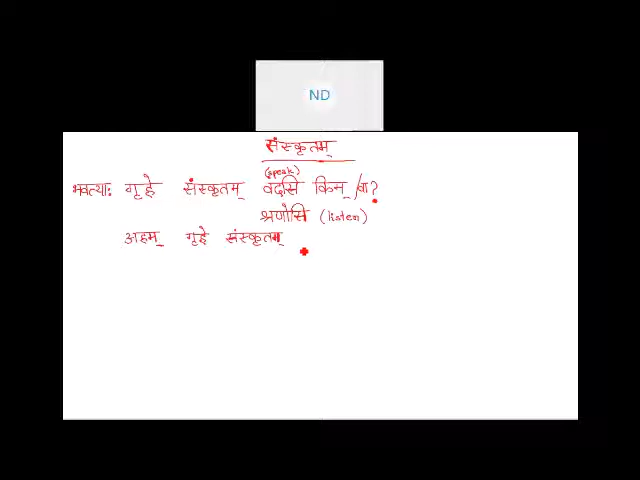 ND
संस्कृतम्
(speak)
भवत्याः गृहे संस्कृतम् वदसि किम् /वा?
श्रणोसि (listen)
अहम् गृहे संस्कृतम्